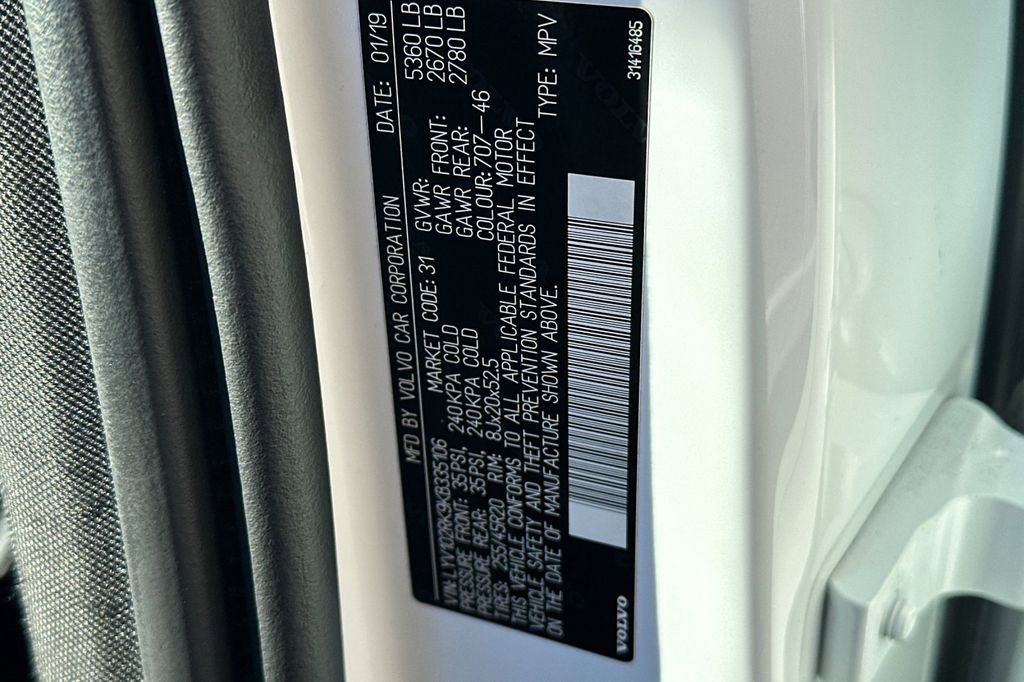 MFD BY VOLVO CAR CORPORATION DATE: 01/19
VIN:LYV102RK9KB335106 MARKET CODE:31 GVWR: 5360 LB
PRESSURE FRONT: 35PSI, 240KPA COLD GAWR FRONT: 2670 LB
PRESSURE REAR: 35PSI, 240KPA COLD GAWR REAR: 2780 LB
TIRES: 255/45R20 RIM: 8Jx20x52.5 COLOUR:707-46
THIS VEHICLE CONFORMS TO ALL APPLICABLE FEDERAL MOTOR
VEHICLE SAFETY AND THEFT PREVENTION STANDARDS IN EFFECT
ON THE DATE OF MANUFACTURE SHOWN ABOVE. TYPE: MPV
VOLVO 31416485